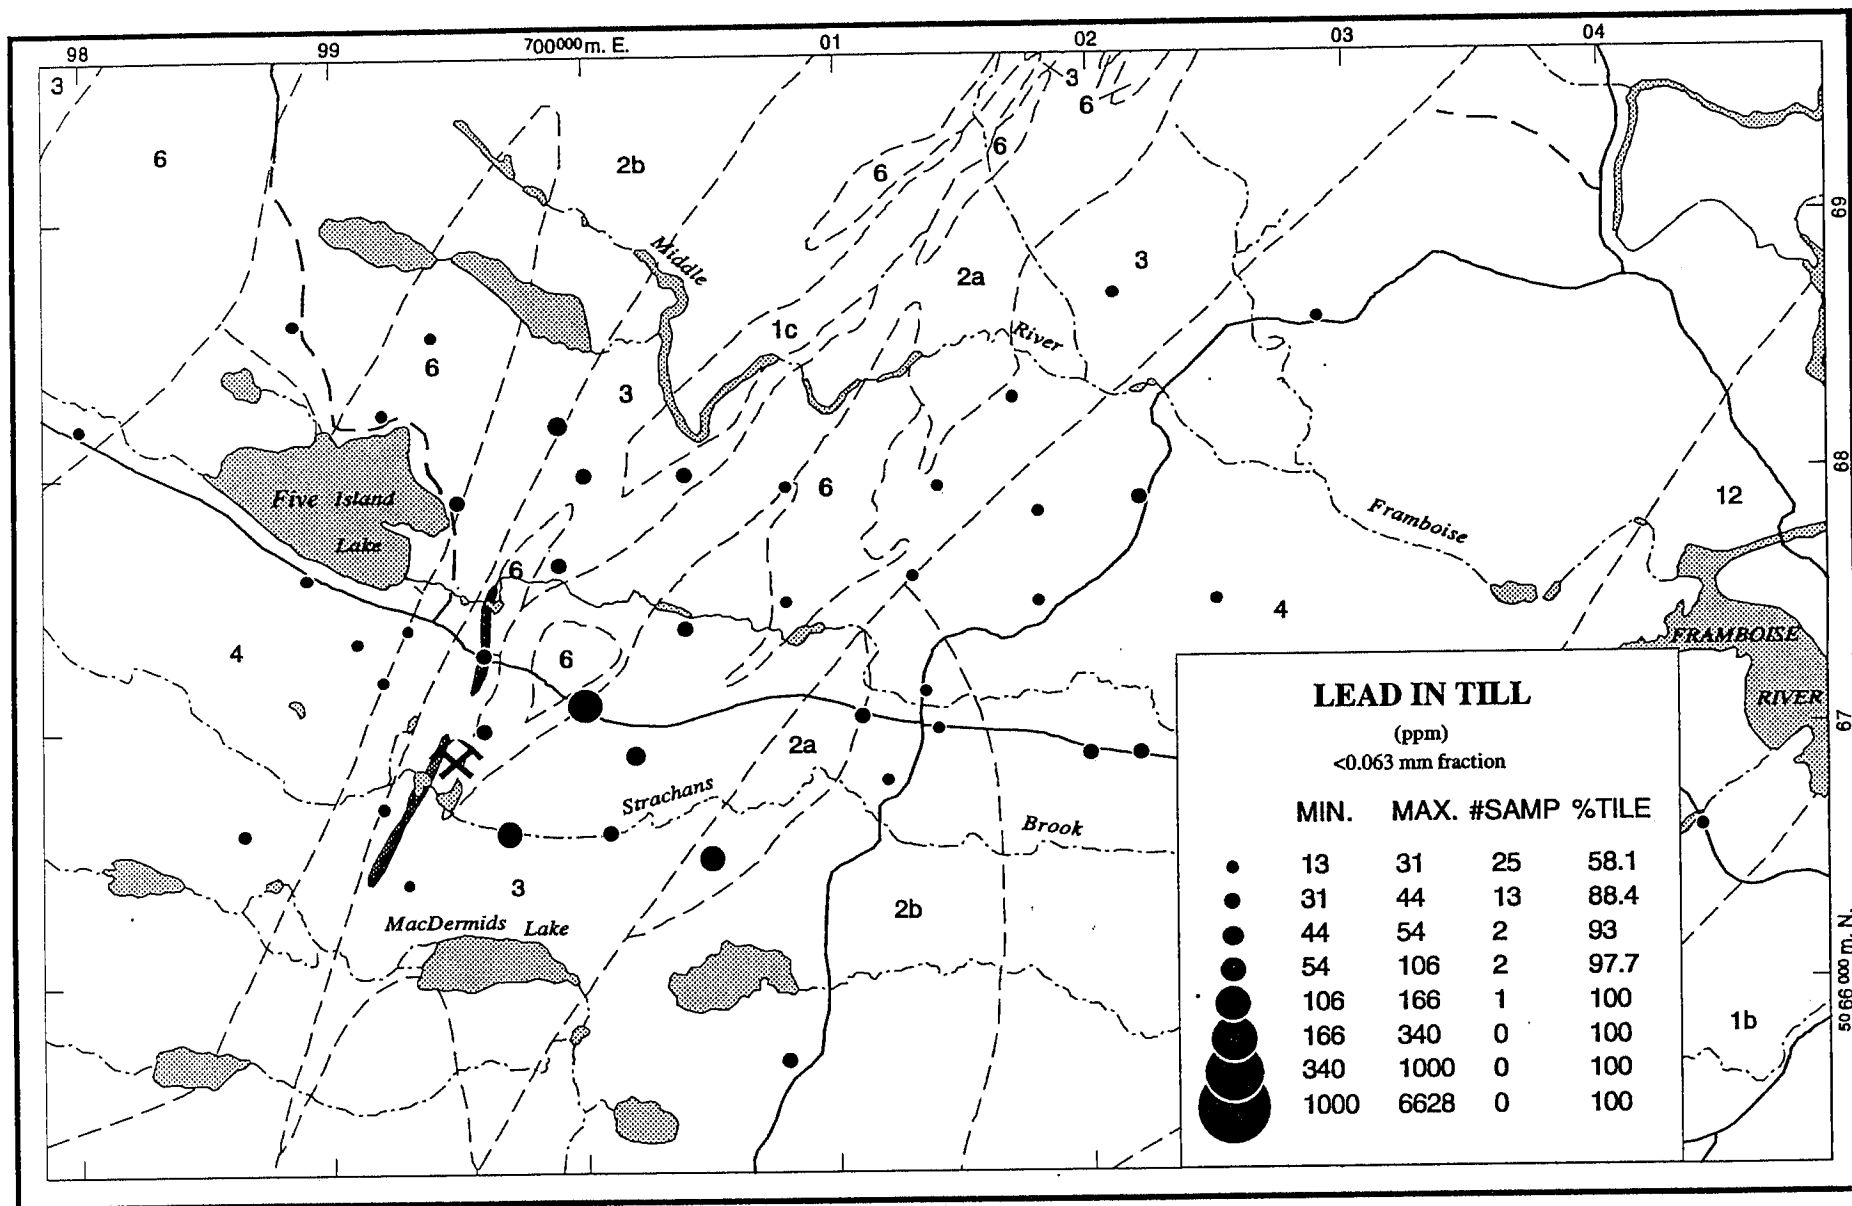 98 99 700000 m. E. 01 02 03 04
3
3
6
6
6
2b
6
6
69
Middle
2a
3
1c
River
6
3
68
Five Island
6
12
Lake
Framboise
6
4
4
6
FRAMBOISE
RIVER
67
2a
Strachans
Brook
3
2b
MacDermids Lake
1b
50 66 000 m. N.
LEAD IN TILL
(ppm)
<0.063 mm fraction
MIN. MAX. #SAMP %TILE
13 31 25 58.1
31 44 13 88.4
44 54 2 93
54 106 2 97.7
106 166 1 100
166 340 0 100
340 1000 0 100
1000 6628 0 100